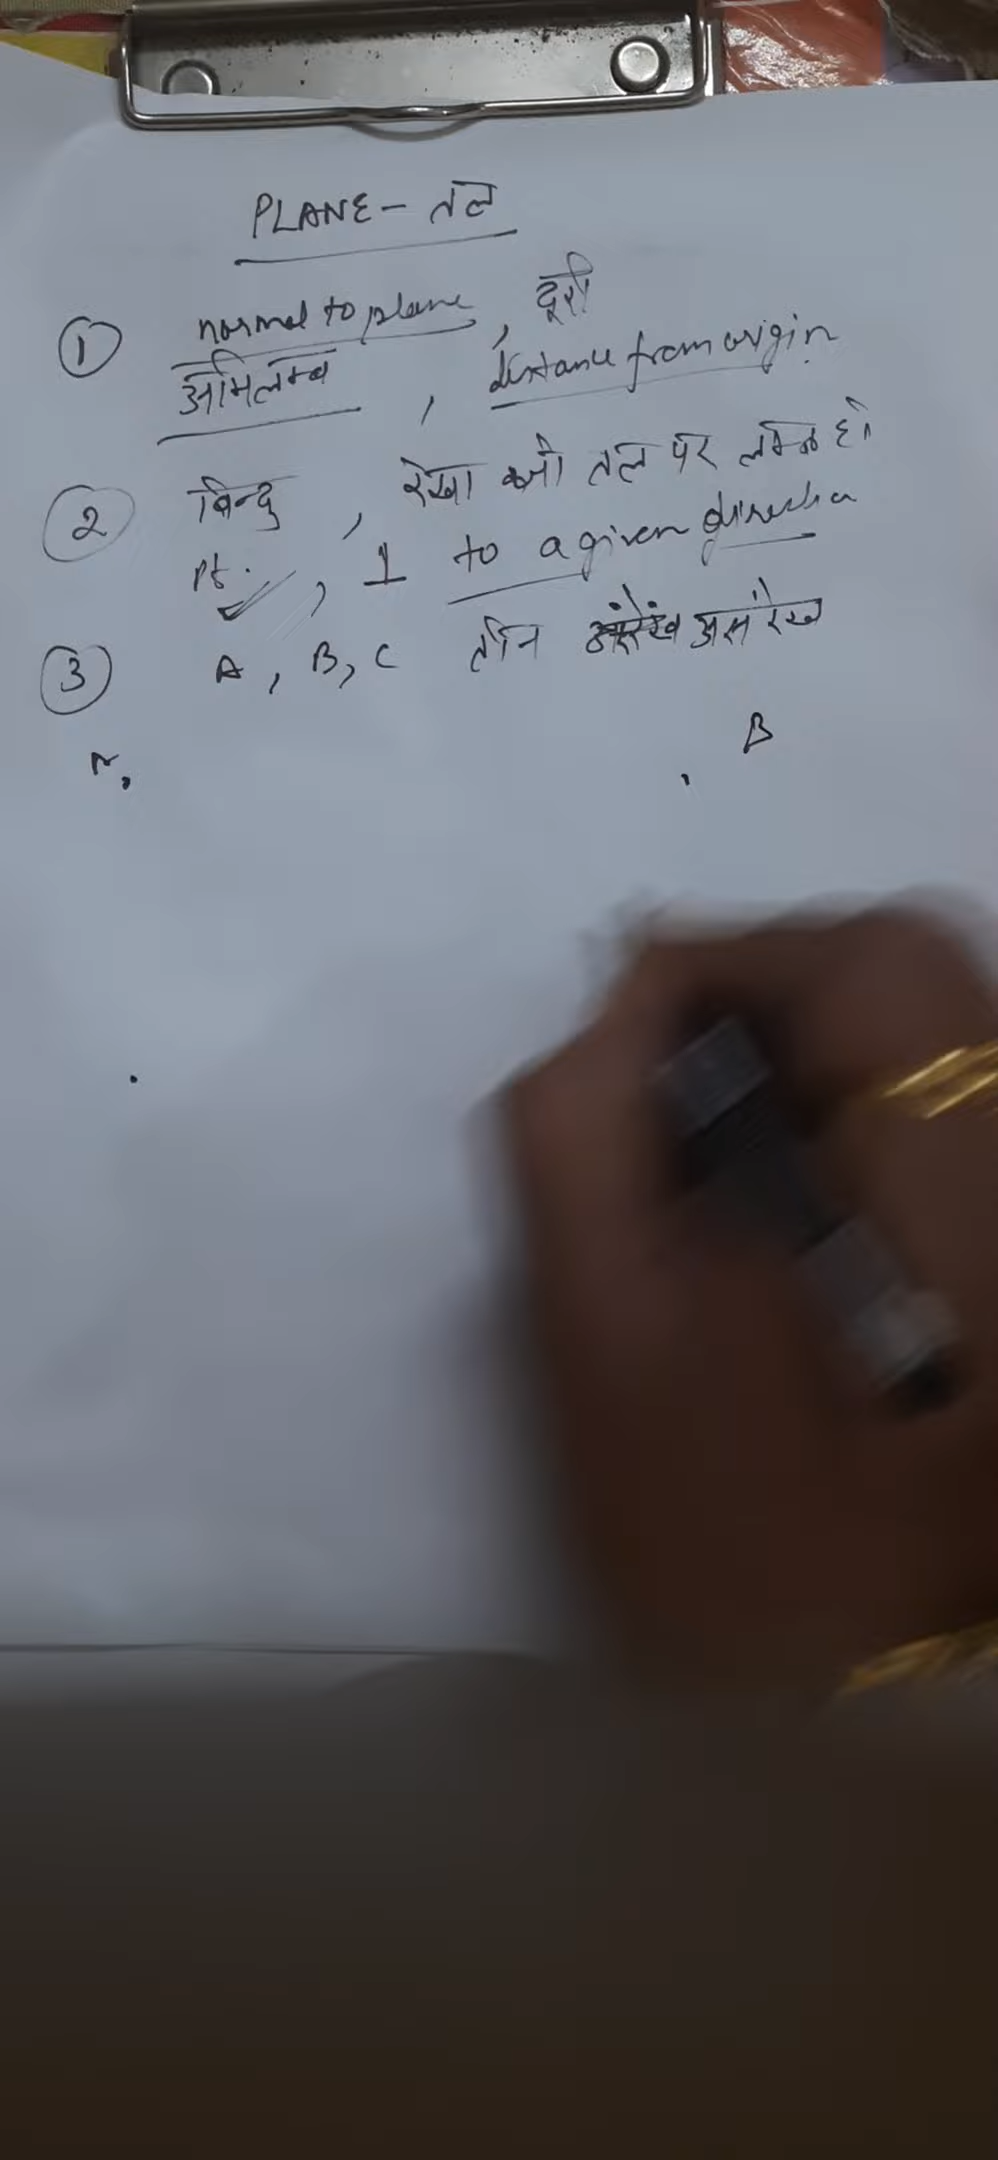 PLANE - तल
① normal to plane, दूरी
अभिलम्ब, distance from origin
② बिन्दु, रेखा जो तल पर लम्ब हो
Pt. ✓, ⊥ to a given direction
③ A, B, C तीन असंरेख
B